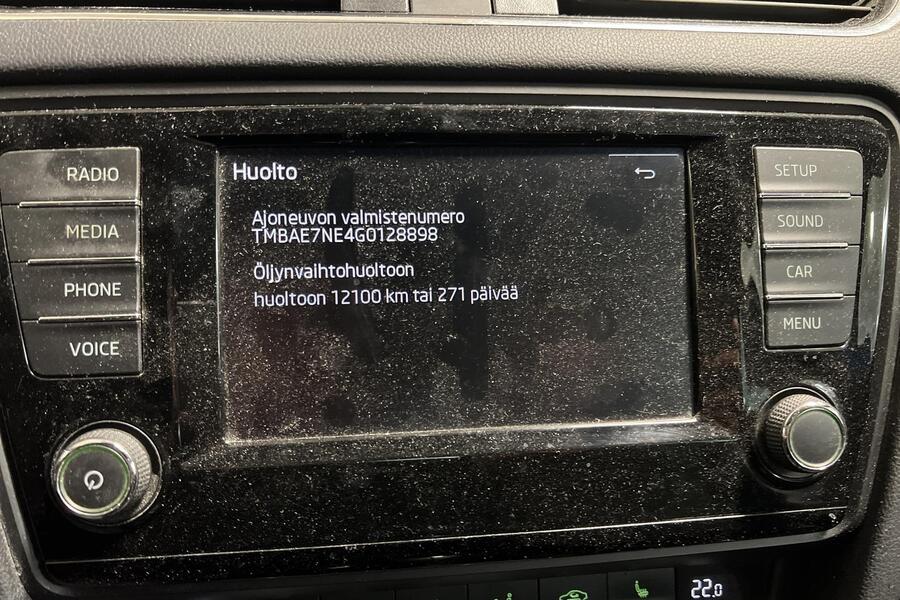 Huolto
Ajoneuvon valmistenumero
TMBAE7NE4G0128898
Öljynvaihtohuoltoon
huoltoon 12100 km tai 271 päivää
RADIO
MEDIA
PHONE
VOICE
SETUP
SOUND
CAR
MENU
22.0